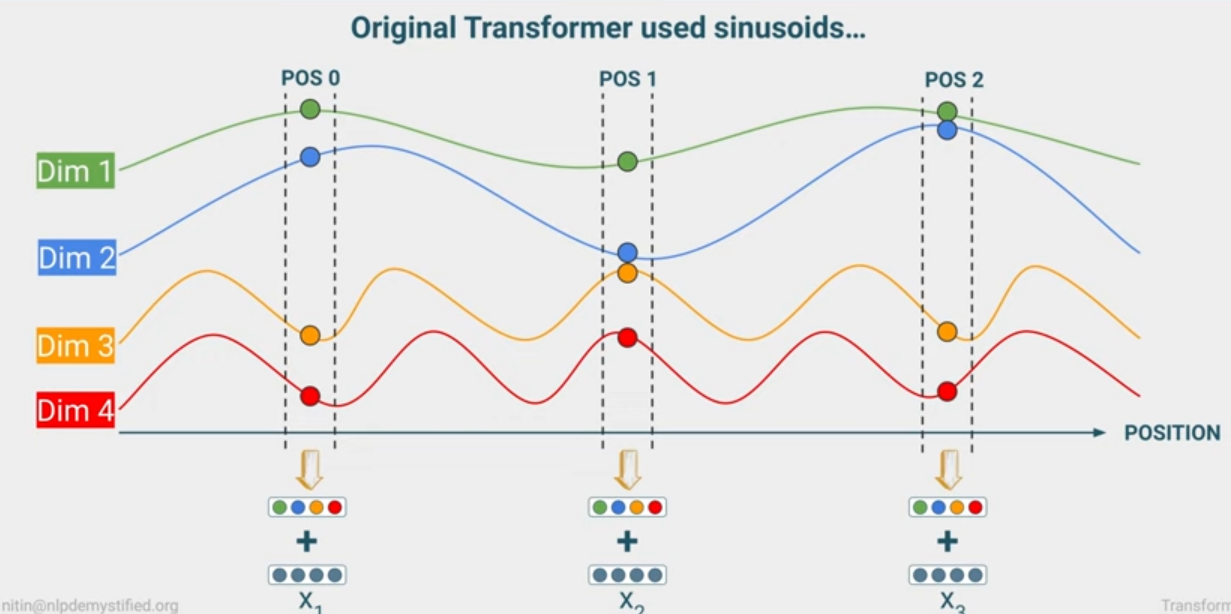 Original Transformer used sinusoids...
POS 0 POS 1 POS 2
Dim 1
Dim 2
Dim 3
Dim 4
POSITION
+ + +
X1 X2 X3
nitin@nlpdemystified.org Transform